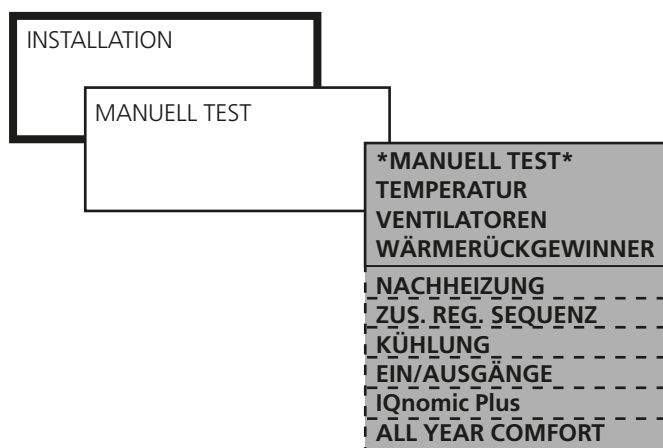 INSTALLATION
MANUELL TEST
*MANUELL TEST*
TEMPERATUR
VENTILATOREN
WÄRMERÜCKGEWINNER
NACHHEIZUNG
ZUS. REG. SEQUENZ
KÜHLUNG
EIN/AUSGÄNGE
IQnomic Plus
ALL YEAR COMFORT